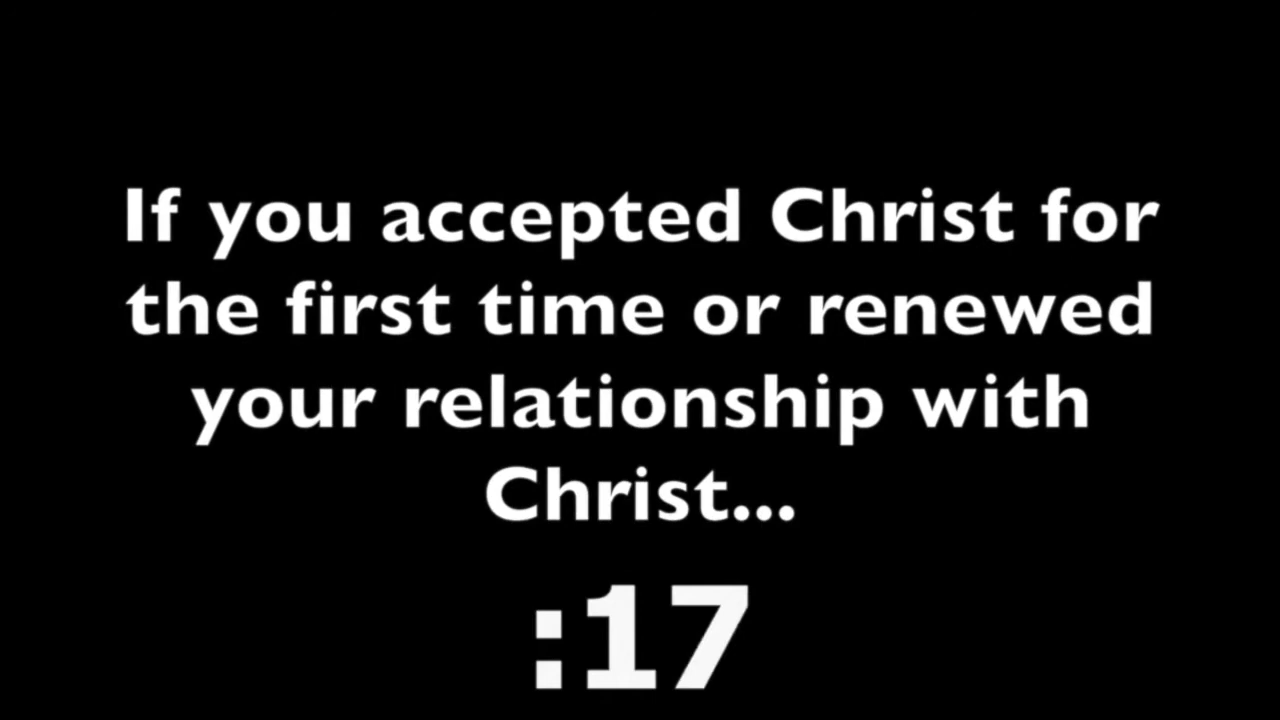 If you accepted Christ for
the first time or renewed
your relationship with
Christ...
:17